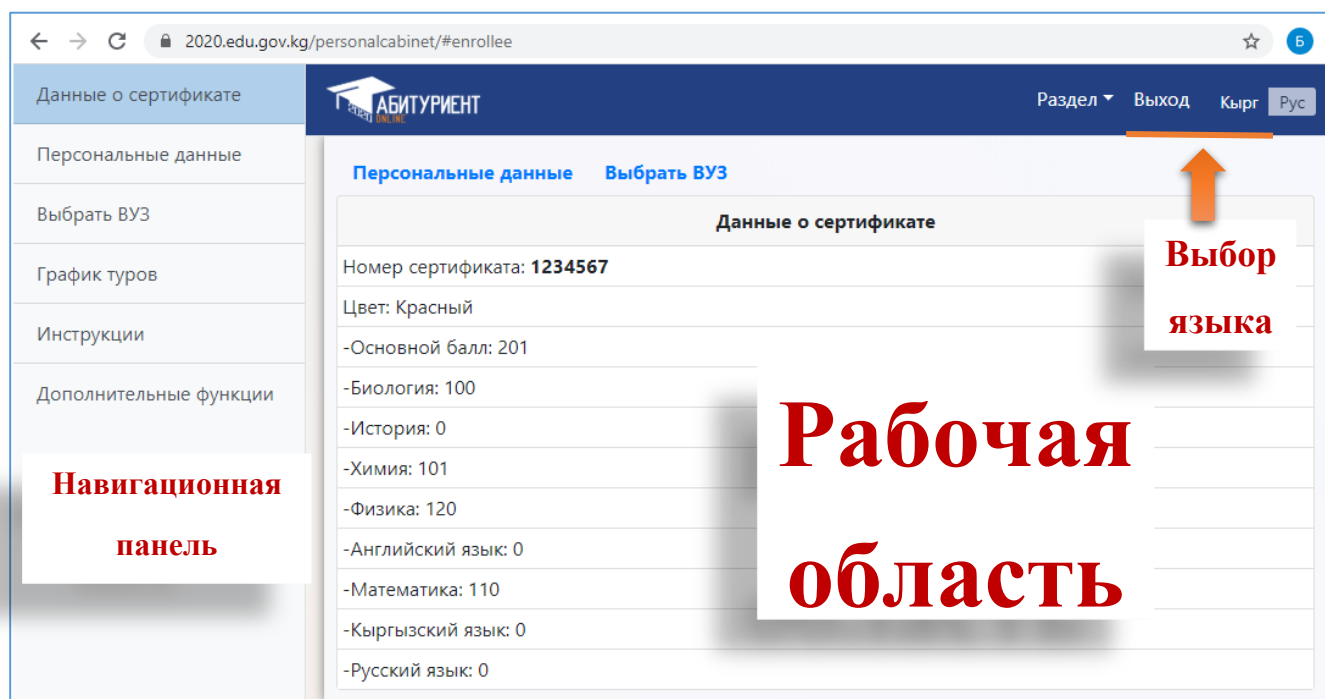 2020.edu.gov.kg/personalcabinet/#enrollee
Б
Данные о сертификате
Персональные данные
Выбрать ВУЗ
График туров
Инструкции
Дополнительные функции
Навигационная
панель
АБИТУРИЕНТ
ONLINE
Раздел Выход Кырг Рус
Персональные данные Выбрать ВУЗ
Данные о сертификате
Номер сертификата: 1234567
Цвет: Красный
-Основной балл: 201
-Биология: 100
-История: 0
-Химия: 101
-Физика: 120
-Английский язык: 0
-Математика: 110
-Кыргызский язык: 0
-Русский язык: 0
Выбор
языка
Рабочая
область